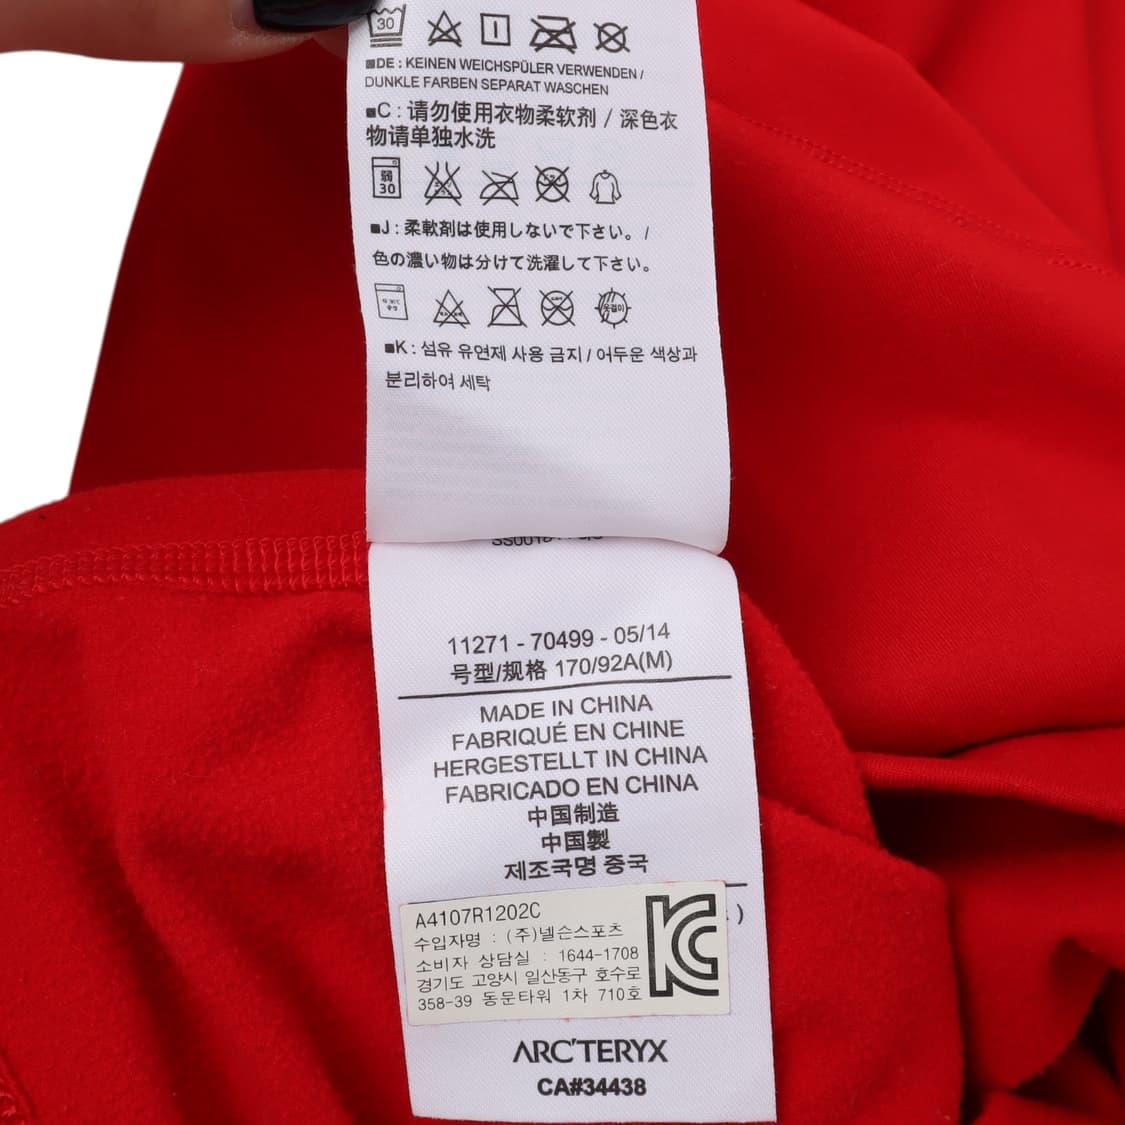 30
■DE : KEINEN WEICHSPÜLER VERWENDEN /
DUNKLE FARBEN SEPARAT WASCHEN
■C : 请勿使用衣物柔软剂 / 深色衣
物请单独水洗
弱
30
■J : 柔軟剤は使用しないで下さい。 /
色の濃い物は分けて洗濯して下さい。
옷걸이
■K : 섬유 유연제 사용 금지 / 어두운 색상과
분리하여 세탁
11271 - 70499 - 05/14
号型/规格 170/92A(M)
MADE IN CHINA
FABRIQUÉ EN CHINE
HERGESTELLT IN CHINA
FABRICADO EN CHINA
中国制造
中国製
제조국명 중국
A4107R1202C
수입자명 : (주)넬슨스포츠
소비자 상담실 : 1644-1708
경기도 고양시 일산동구 호수로
358-39 동문타워 1차 710호
KC
ARC'TERYX
CA#34438